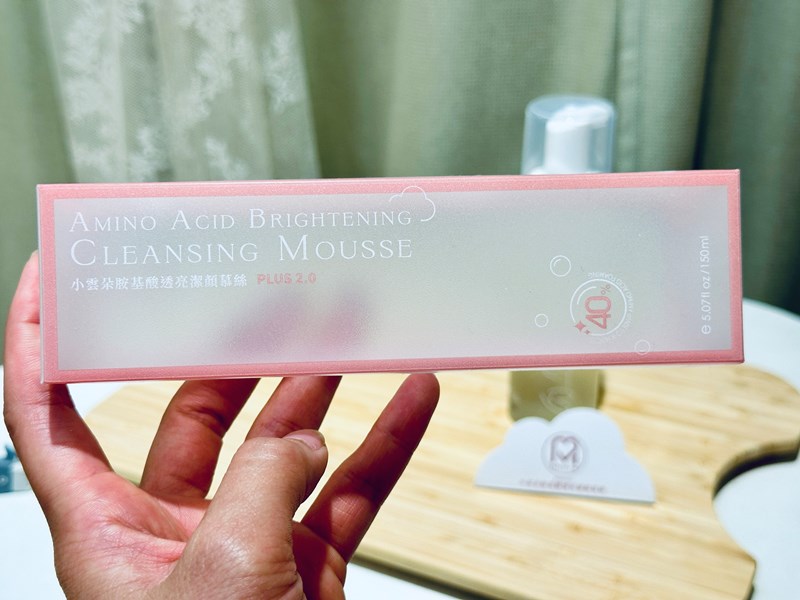 AMINO ACID BRIGHTENING
CLEANSING MOUSSE
小雲朵胺基酸透亮潔顏慕絲 PLUS 2.0
40%
e 5.07fl oz/150ml